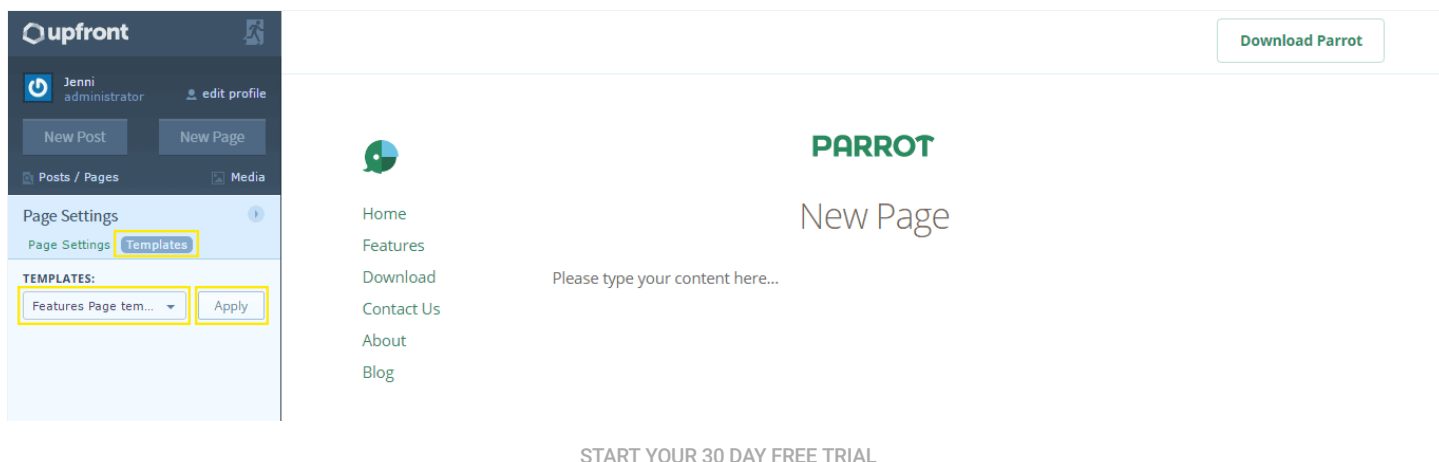 upfront
Jenni
administrator
edit profile
New Post
New Page
Posts / Pages
Media
Page Settings
Page Settings
Templates
TEMPLATES:
Features Page tem...
Apply
Download Parrot
PARROT
Home
Features
Download
Contact Us
About
Blog
New Page
Please type your content here...
START YOUR 30 DAY FREE TRIAL